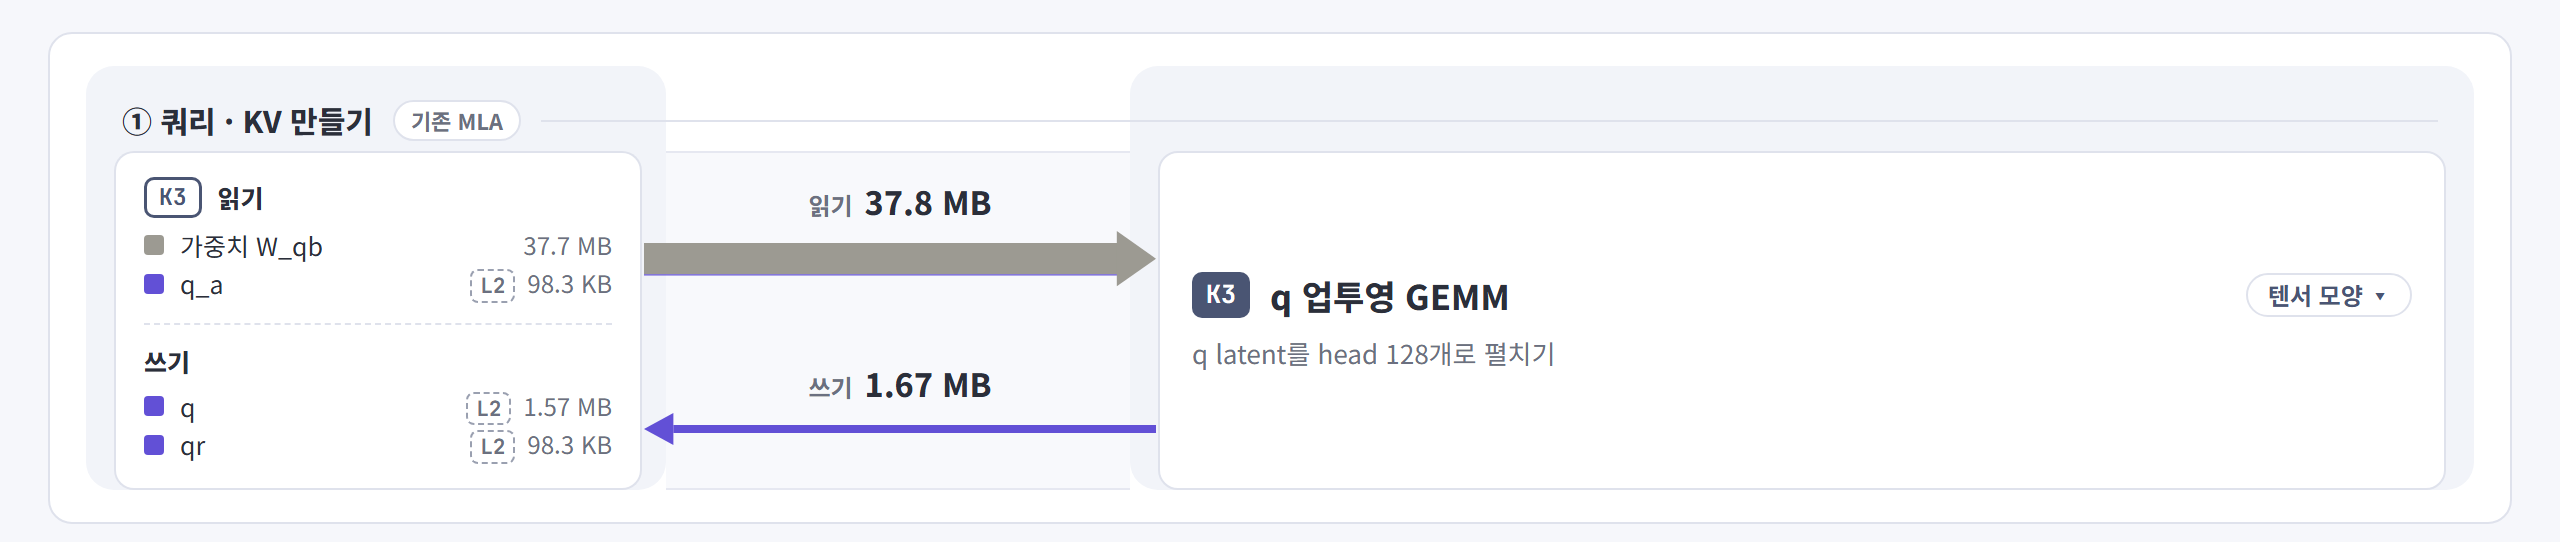 ① 쿼리 · KV 만들기 기존 MLA
K3 읽기
가중치 W_qb 37.7 MB
q_a L2 98.3 KB
쓰기
q L2 1.57 MB
qr L2 98.3 KB
읽기 37.8 MB
쓰기 1.67 MB
K3 q 업투영 GEMM
q latent를 head 128개로 펼치기
텐서 모양 ▾